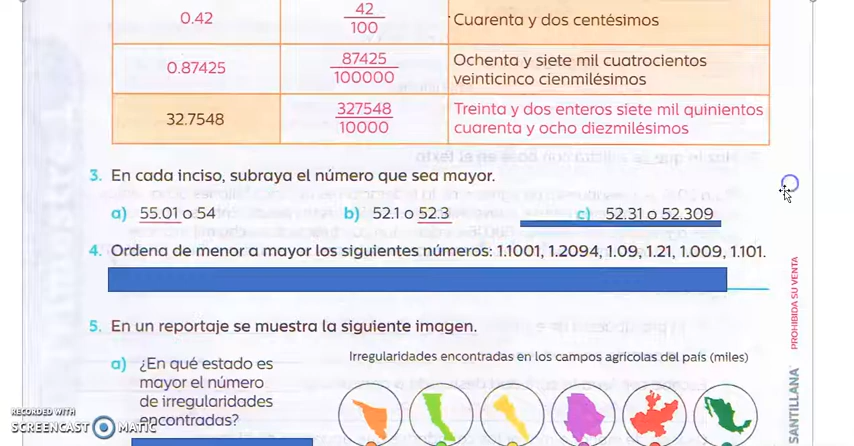 0.42
42
100
Cuarenta y dos centésimos
0.87425
87425
100000
Ochenta y siete mil cuatrocientos
veinticinco cienmilésimos
32.7548
327548
10000
Treinta y dos enteros siete mil quinientos
cuarenta y ocho diezmilésimos
3. En cada inciso, subraya el número que sea mayor.
a) 55.01 o 54 b) 52.1 o 52.3 c) 52.31 o 52.309
4. Ordena de menor a mayor los siguientes números: 1.1001, 1.2094, 1.09, 1.21, 1.009, 1.101.
5. En un reportaje se muestra la siguiente imagen.
a) ¿En qué estado es
mayor el número
de irregularidades
encontradas?
Irregularidades encontradas en los campos agrícolas del país (miles)
SANTILLANA
PROHIBIDA SU VENTA
RECORDED WITH
SCREENCAST MATIC